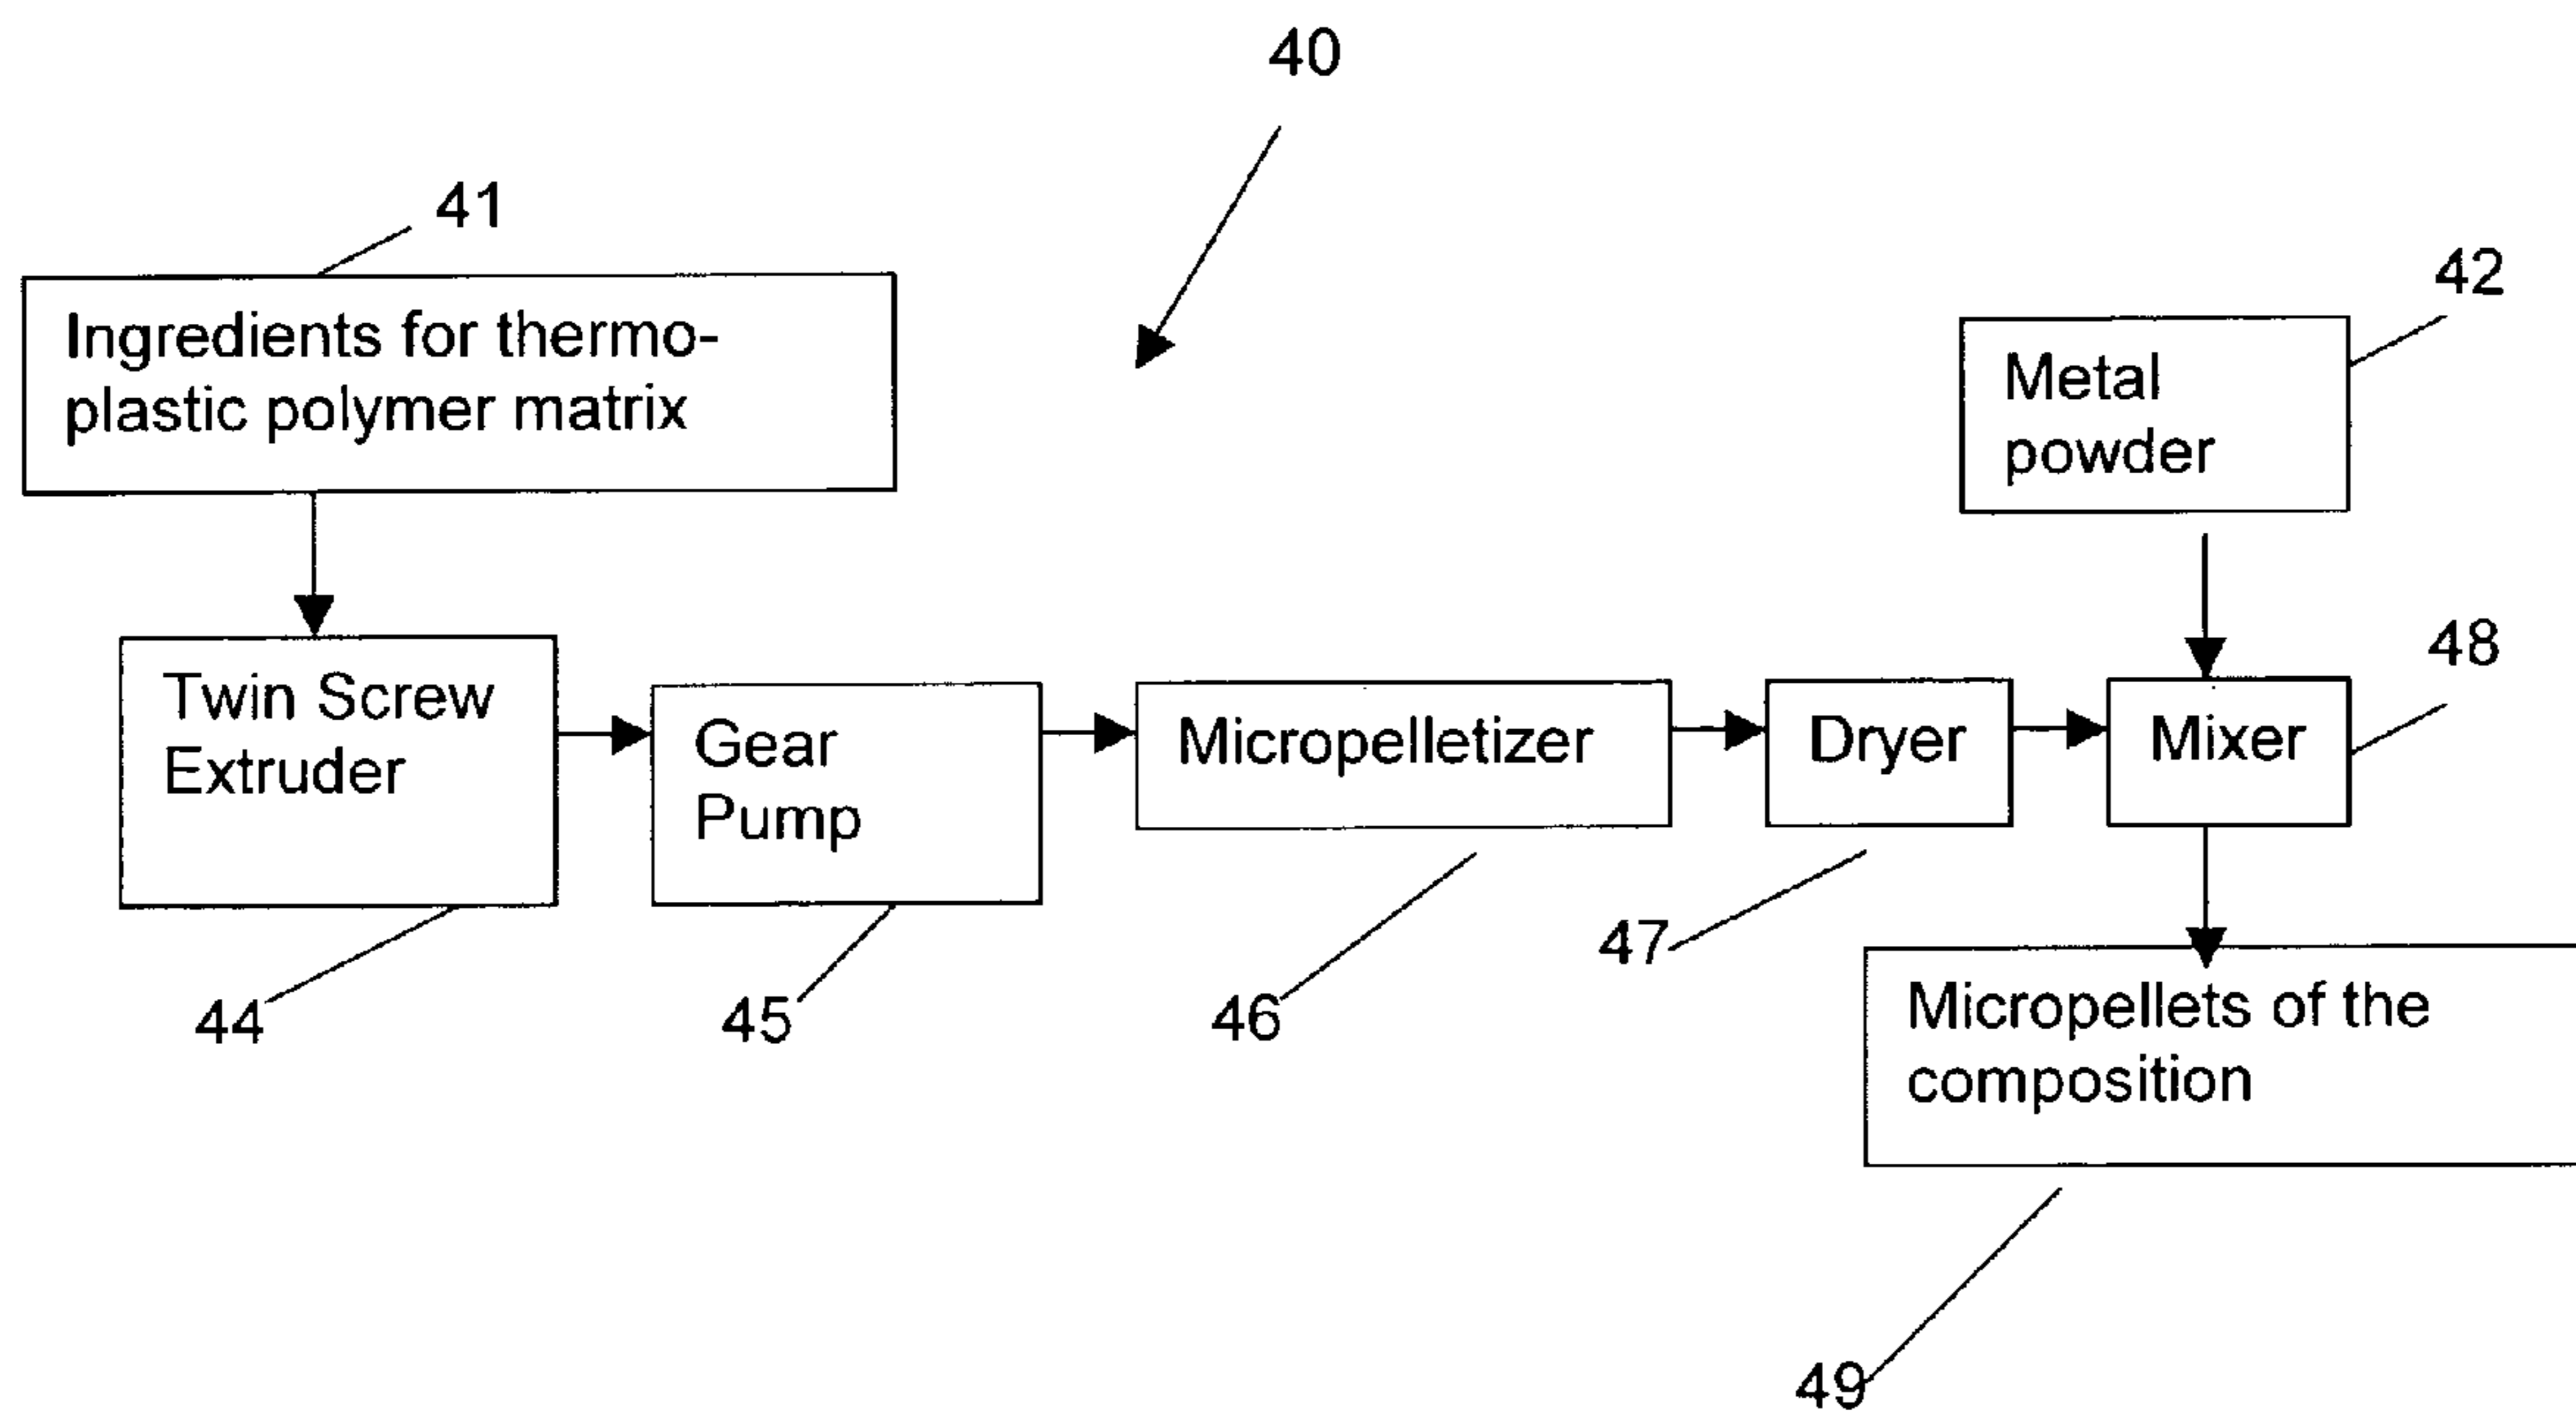 40
41
Ingredients for thermo-
plastic polymer matrix
42
Metal
powder
48
Twin Screw
Extruder
Gear
Pump
Micropelletizer
Dryer
Mixer
44
45
46
47
Micropellets of the
composition
49